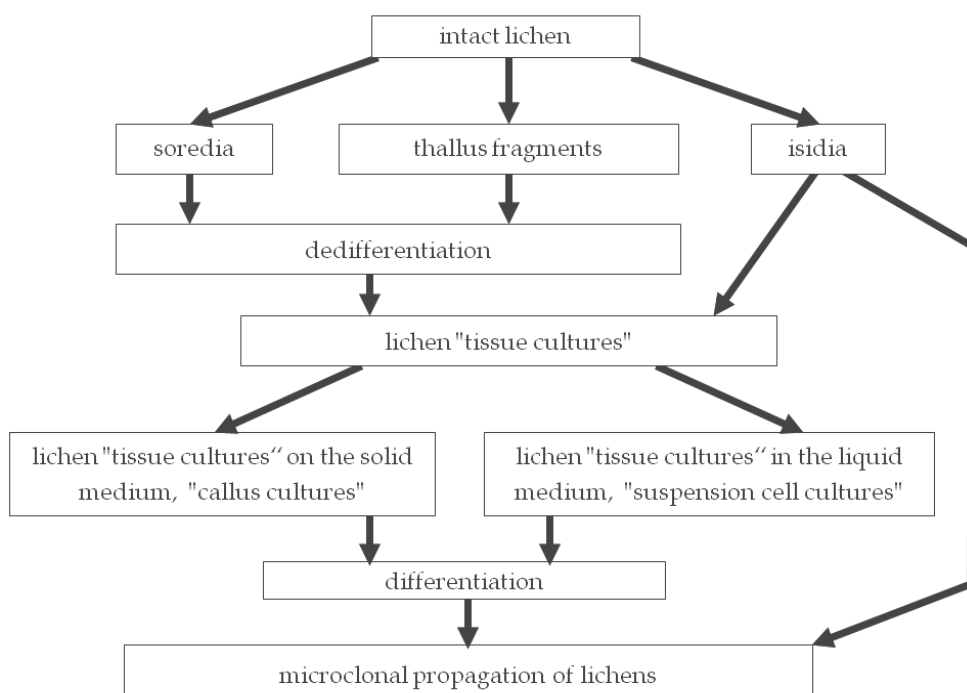 intact lichen
soredia
thallus fragments
isidia
dedifferentiation
lichen "tissue cultures"
lichen "tissue cultures“ on the solid
medium, "callus cultures"
lichen "tissue cultures“ in the liquid
medium, "suspension cell cultures"
differentiation
microclonal propagation of lichens